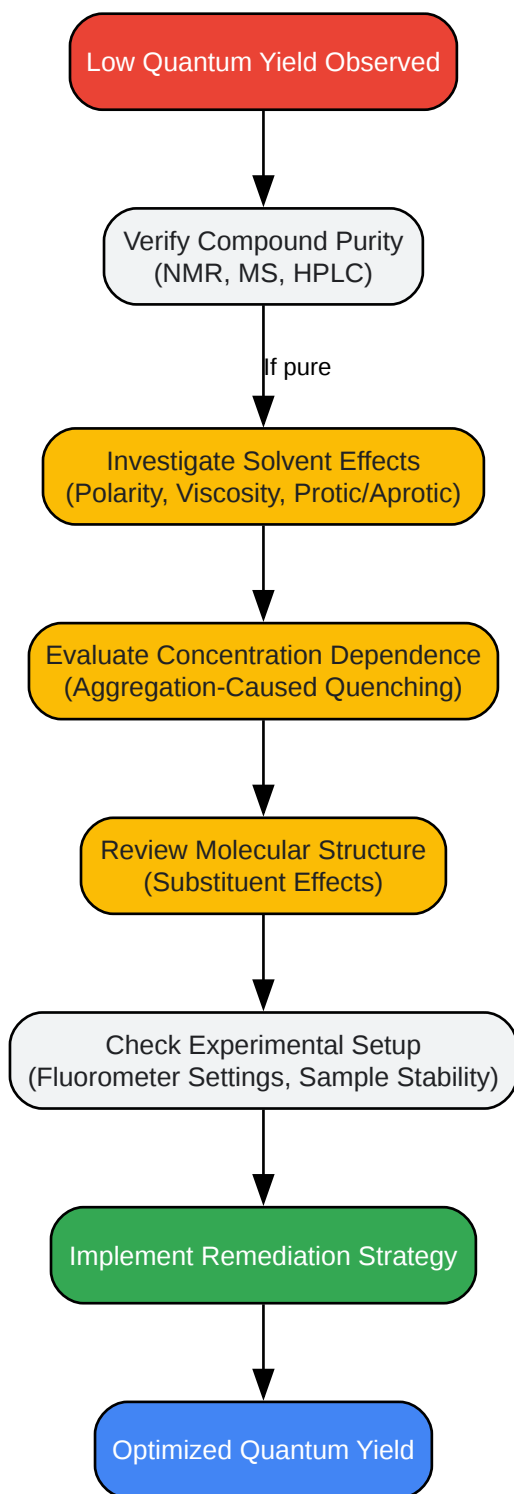 Low Quantum Yield Observed
Verify Compound Purity
(NMR, MS, HPLC)
If pure
Investigate Solvent Effects
(Polarity, Viscosity, Protic/Aprotic)
Evaluate Concentration Dependence
(Aggregation-Caused Quenching)
Review Molecular Structure
(Substituent Effects)
Check Experimental Setup
(Fluorometer Settings, Sample Stability)
Implement Remediation Strategy
Optimized Quantum Yield